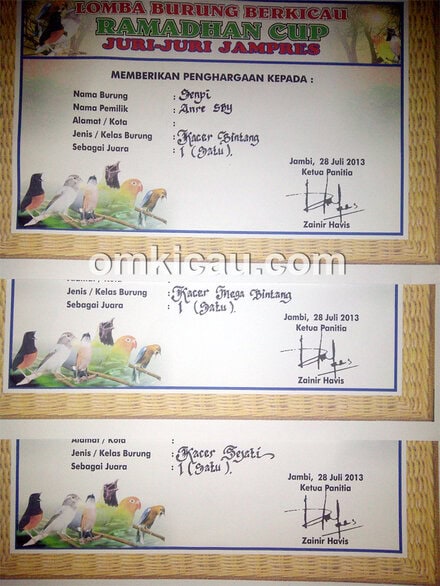 LOMBA BURUNG BERKICAU
RAMADHAN CUP
JURI-JURI JAMPRES
MEMBERIKAN PENGHARGAAN KEPADA :
Nama Burung : Senpi
Nama Pemilik : Anre Sby
Alamat / Kota :
Jenis / Kelas Burung : Kacer Bintang
Sebagai Juara : 1 (Satu).
Jambi, 28 Juli 2013
Ketua Panitia
Zainir Havis
omkicau.com
Alamat / Kota :
Jenis / Kelas Burung : Kacer Mega Bintang
Sebagai Juara : 1 (Satu).
Jambi, 28 Juli 2013
Ketua Panitia
Zainir Havis
Alamat / Kota :
Jenis / Kelas Burung : Kacer Sejati
Sebagai Juara : 1 (Satu).
Jambi, 28 Juli 2013
Ketua Panitia
Zainir Havis